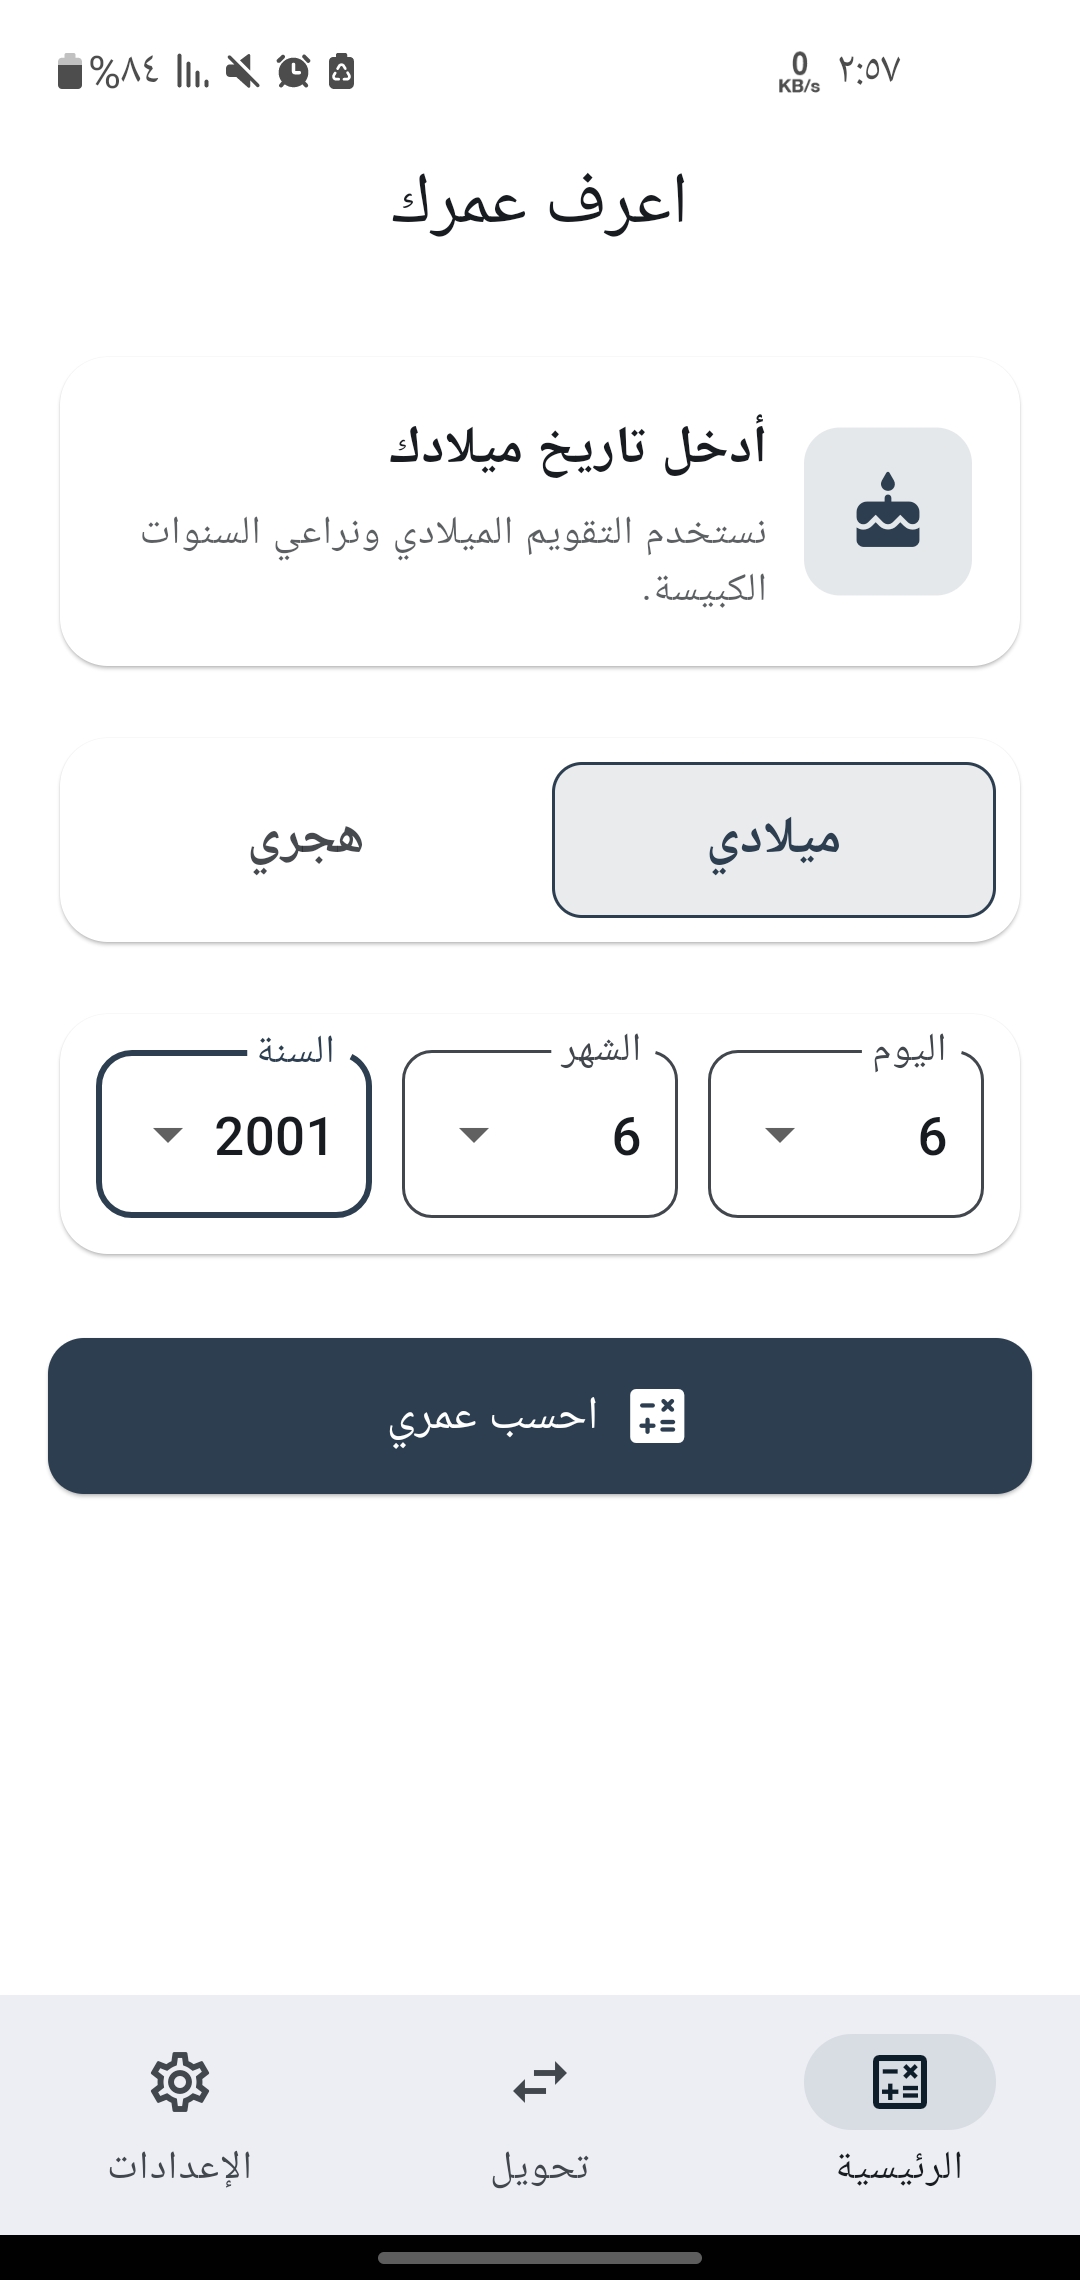 ٢:٥٧
0
KB/s
%٨٤
اعرف عمرك
أدخل تاريخ ميلادك
نستخدم التقويم الميلادي ونراعي السنوات
الكبيسة.
ميلادي
هجري
اليوم
6
الشهر
6
السنة
2001
احسب عمري
الرئيسية
تحويل
الإعدادات